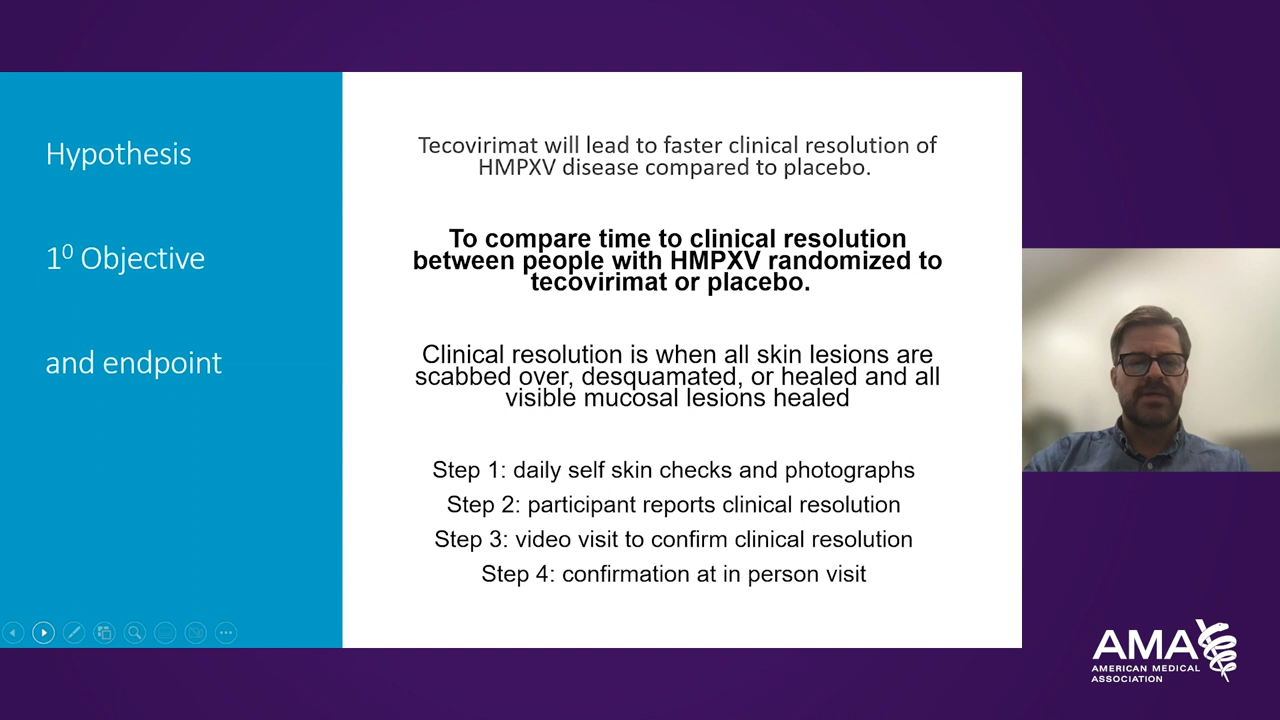 Hypothesis
Tecovirimat will lead to faster clinical resolution of
HMPXV disease compared to placebo.
1⁰ Objective
To compare time to clinical resolution
between people with HMPXV randomized to
tecovirimat or placebo.
and endpoint
Clinical resolution is when all skin lesions are
scabbed over, desquamated, or healed and all
visible mucosal lesions healed
Step 1: daily self skin checks and photographs
Step 2: participant reports clinical resolution
Step 3: video visit to confirm clinical resolution
Step 4: confirmation at in person visit
AMA
AMERICAN MEDICAL
ASSOCIATION